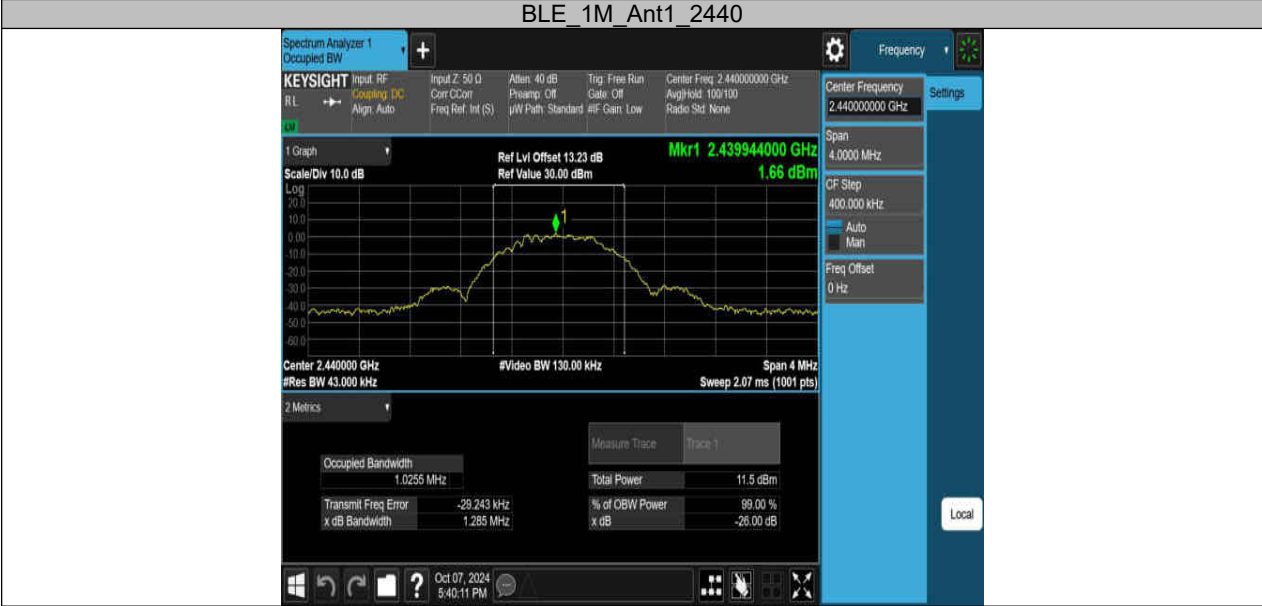 BLE_1M_Ant1_2440
Spectrum Analyzer 1
Occupied BW
Frequency
KEYSIGHT Input: RF Input Z: 50 Ω Atten: 40 dB Trig: Free Run Center Freq: 2.440000000 GHz
RL Coupling: DC Corr CCorr Preamp: Off Gate: Off Avg|Hold: 100/100
Align: Auto Freq Ref: Int (S) µW Path: Standard #IF Gain: Low Radio Std: None
Center Frequency
2.440000000 GHz
Settings
Span
4.0000 MHz
CF Step
400.000 kHz
Auto
Man
Freq Offset
0 Hz
1 Graph
Ref Lvl Offset 13.23 dB
Mkr1 2.439944000 GHz
Scale/Div 10.0 dB
Ref Value 30.00 dBm
1.66 dBm
Log
20.0
10.0
0.00
-10.0
-20.0
-30.0
-40.0
-50.0
-60.0
1
Center 2.440000 GHz #Video BW 130.00 kHz Span 4 MHz
#Res BW 43.000 kHz Sweep 2.07 ms (1001 pts)
2 Metrics
Measure Trace Trace 1
Occupied Bandwidth
1.0255 MHz
Total Power 11.5 dBm
Transmit Freq Error -29.243 kHz % of OBW Power 99.00 %
x dB Bandwidth 1.285 MHz x dB -26.00 dB
Local
Oct 07, 2024
5:40:11 PM